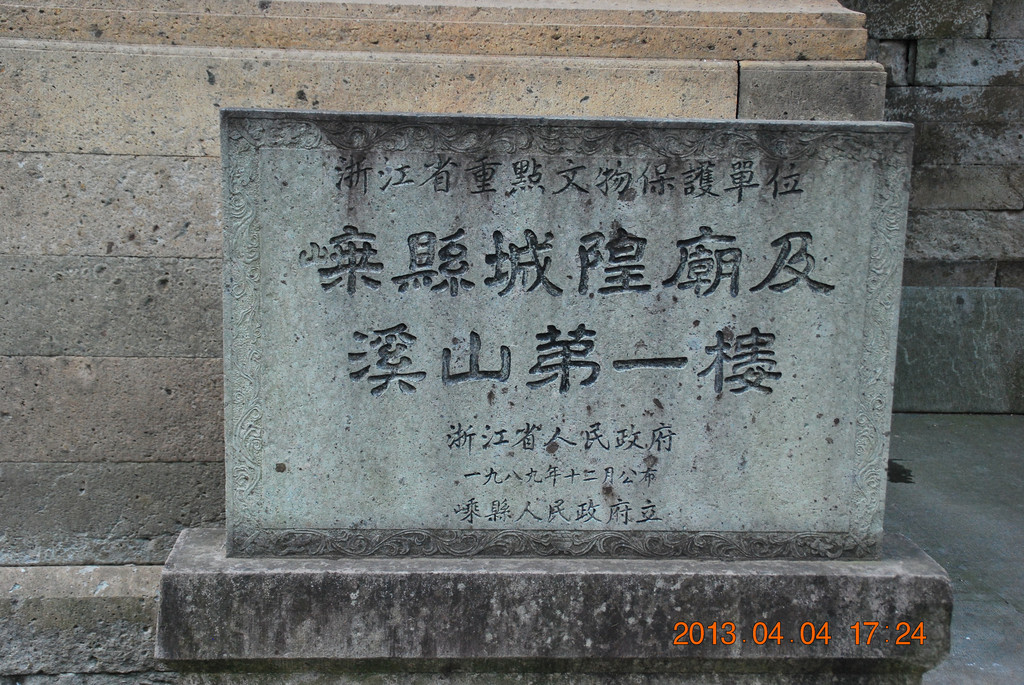 浙江省重點文物保護單位
嵊縣城隍廟及
溪山第一樓
浙江省人民政府
一九八九年十二月公布
嵊縣人民政府立
2013.04.04 17:24